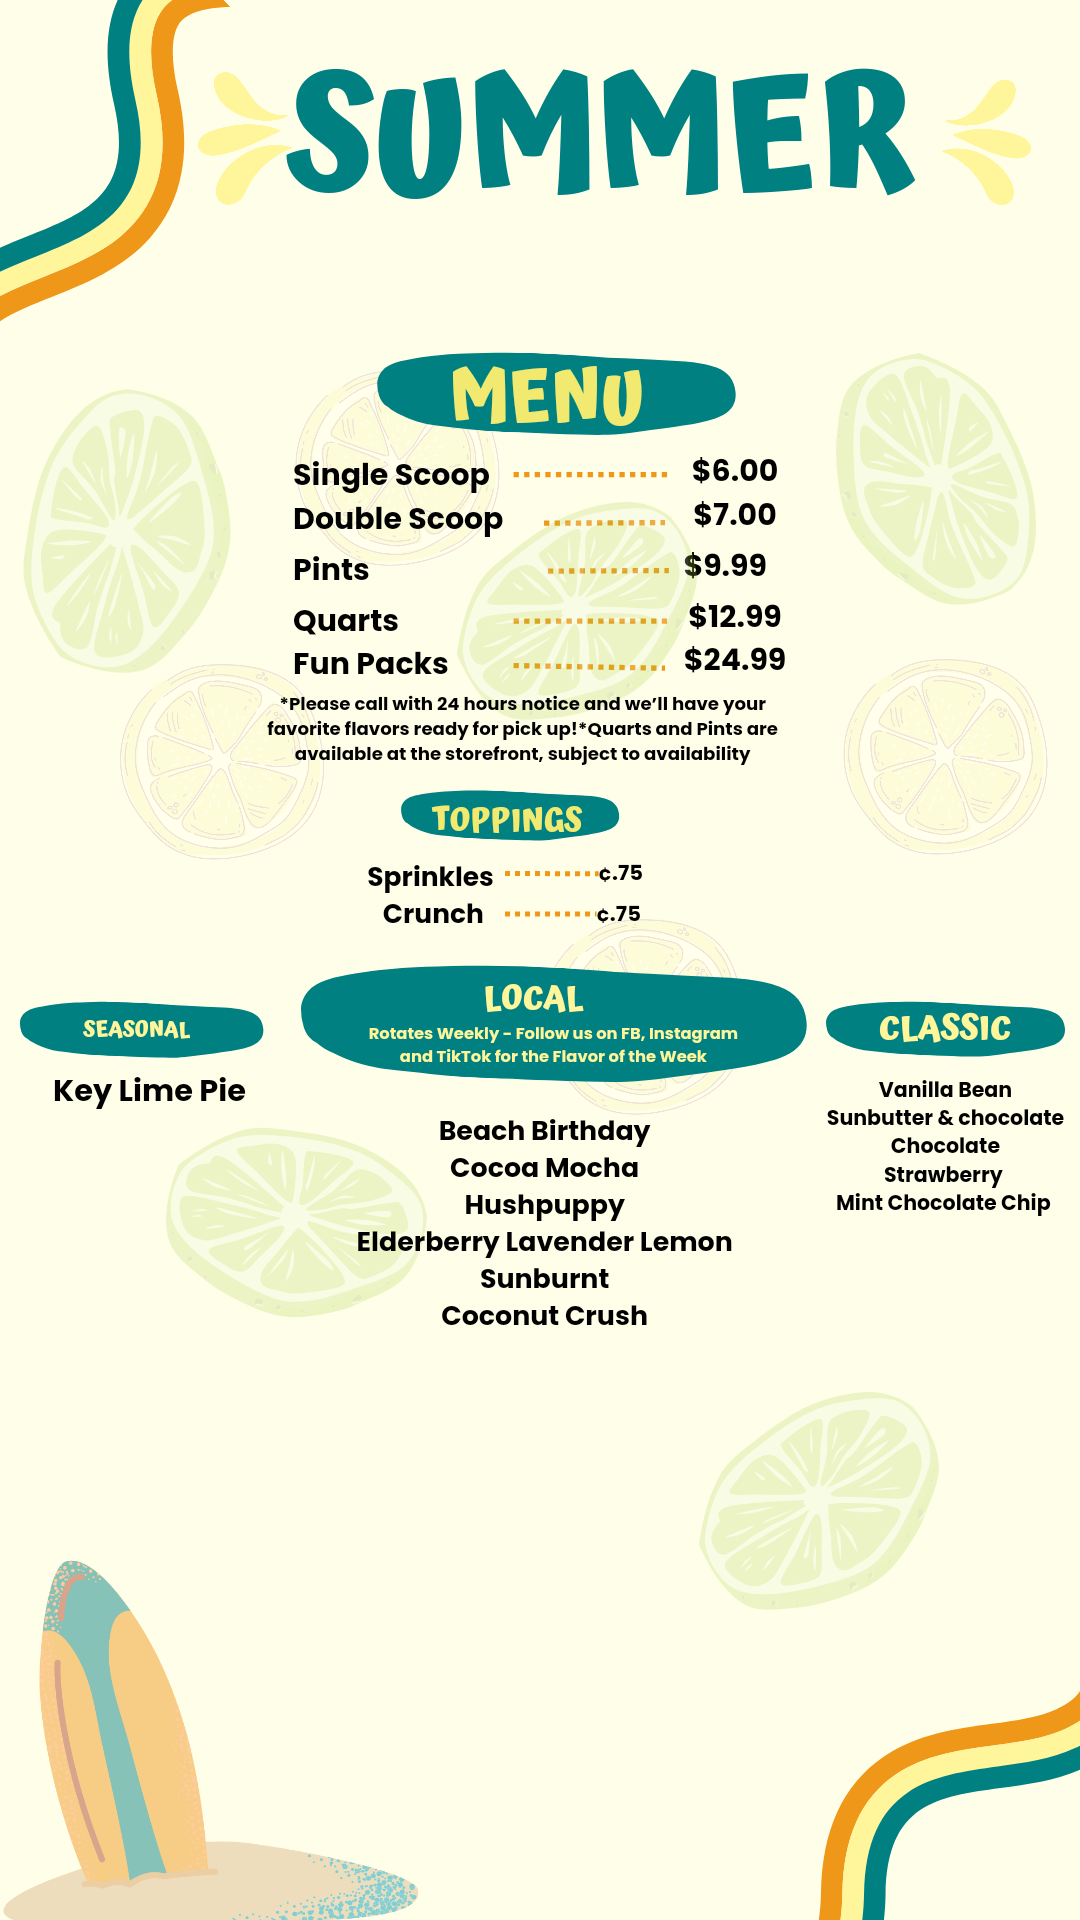 SUMMER
MENU
Single Scoop $6.00
Double Scoop $7.00
Pints $9.99
Quarts $12.99
Fun Packs $24.99
*Please call with 24 hours notice and we’ll have your
favorite flavors ready for pick up!*Quarts and Pints are
available at the storefront, subject to availability
TOPPINGS
Sprinkles ¢.75
Crunch ¢.75
SEASONAL
Key Lime Pie
LOCAL
Rotates Weekly - Follow us on FB, Instagram
and TikTok for the Flavor of the Week
Beach Birthday
Cocoa Mocha
Hushpuppy
Elderberry Lavender Lemon
Sunburnt
Coconut Crush
CLASSIC
Vanilla Bean
Sunbutter & chocolate
Chocolate
Strawberry
Mint Chocolate Chip